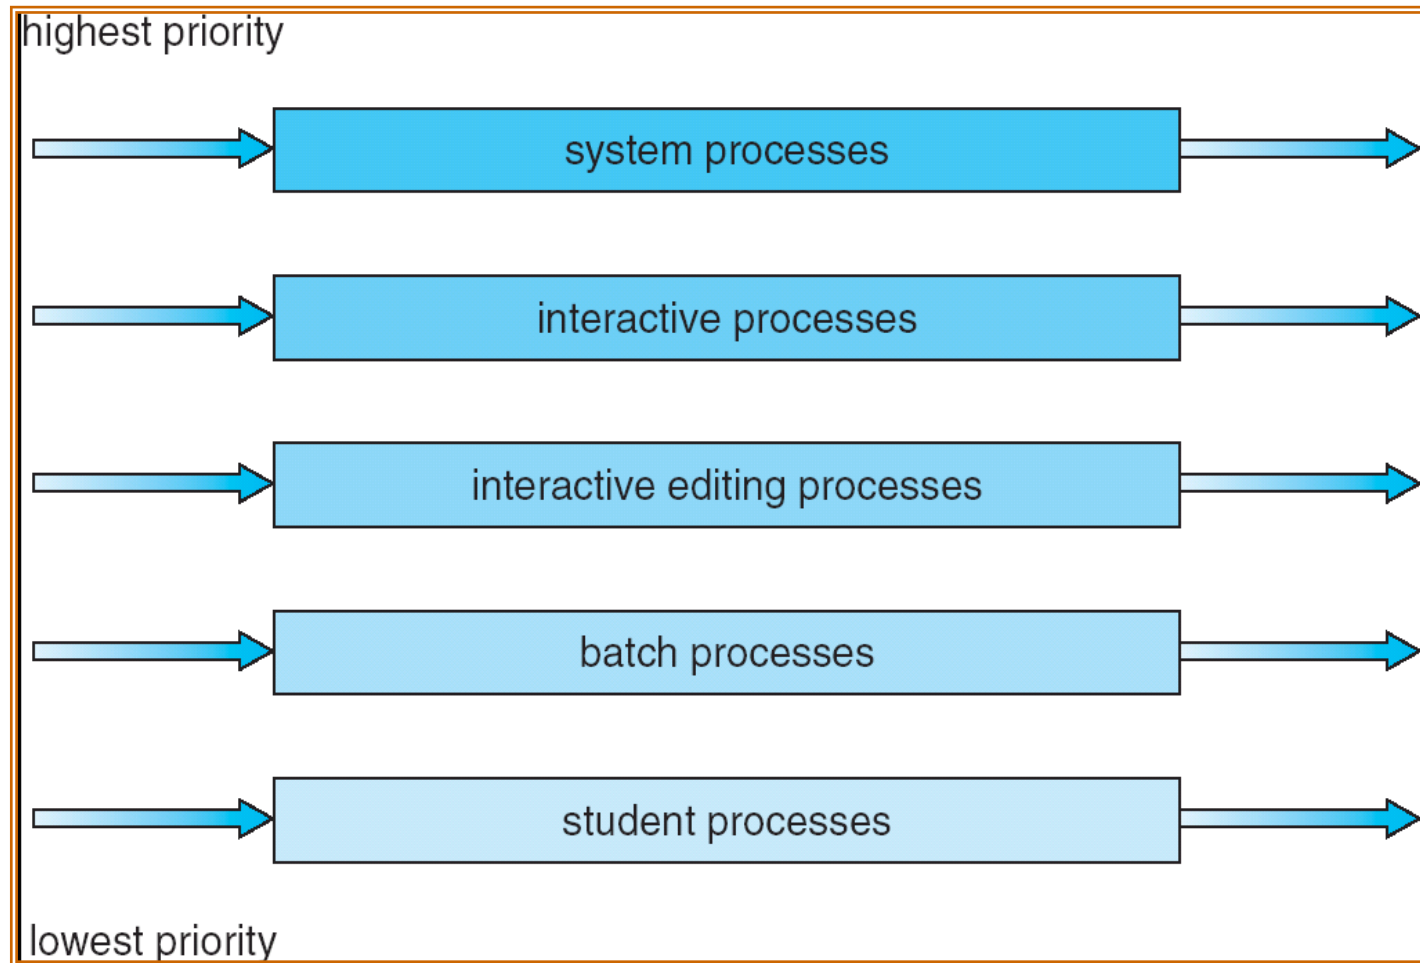 highest priority
system processes
interactive processes
interactive editing processes
batch processes
student processes
lowest priority